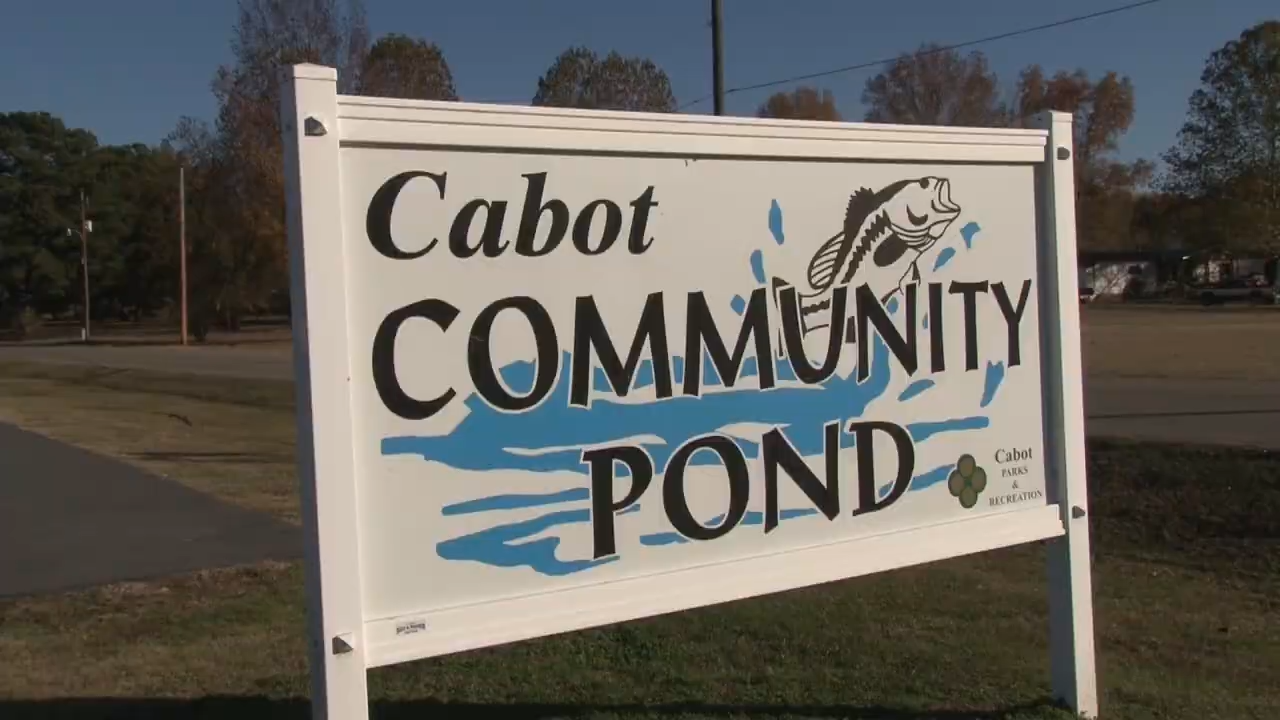 Cabot
COMMUNITY
POND
Cabot
PARKS
&
RECREATION